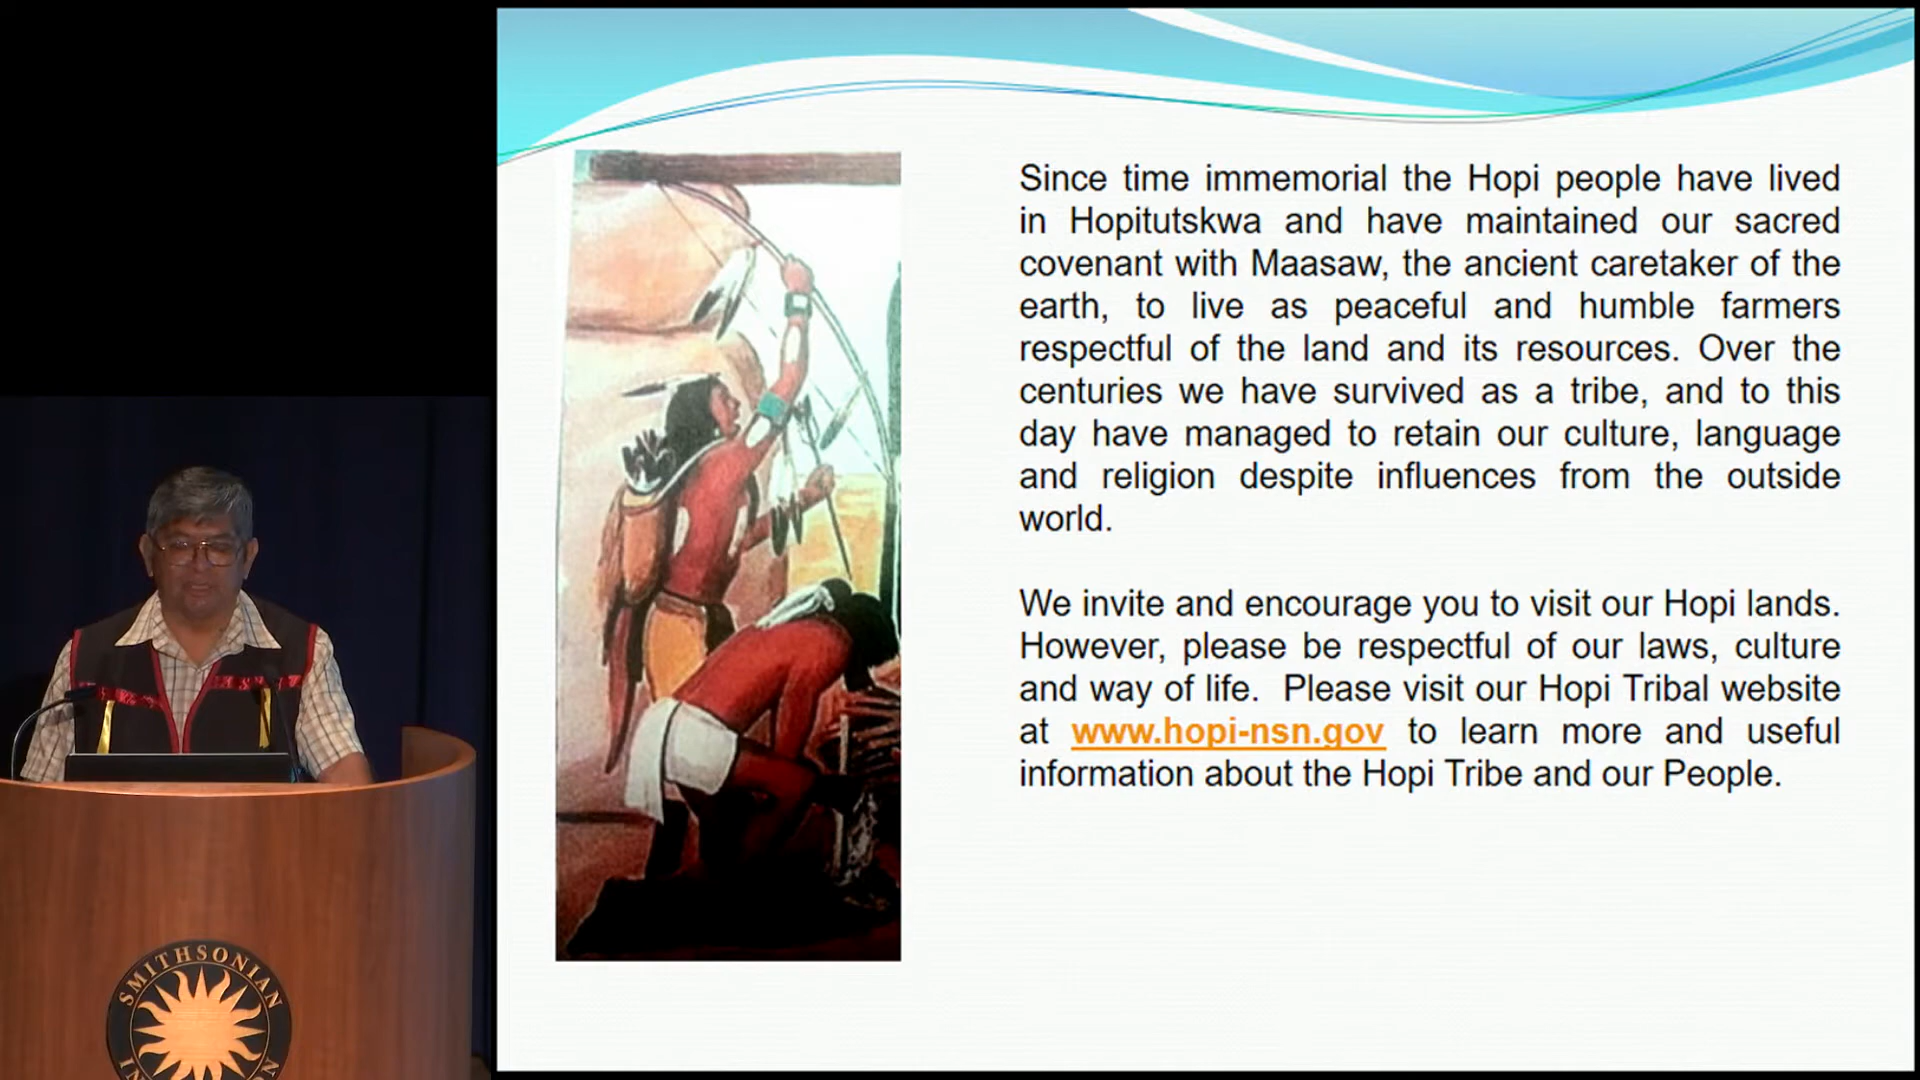 Since time immemorial the Hopi people have lived
in Hopitutskwa and have maintained our sacred
covenant with Maasaw, the ancient caretaker of the
earth, to live as peaceful and humble farmers
respectful of the land and its resources. Over the
centuries we have survived as a tribe, and to this
day have managed to retain our culture, language
and religion despite influences from the outside
world.
We invite and encourage you to visit our Hopi lands.
However, please be respectful of our laws, culture
and way of life. Please visit our Hopi Tribal website
at www.hopi-nsn.gov to learn more and useful
information about the Hopi Tribe and our People.
SMITHSONIAN